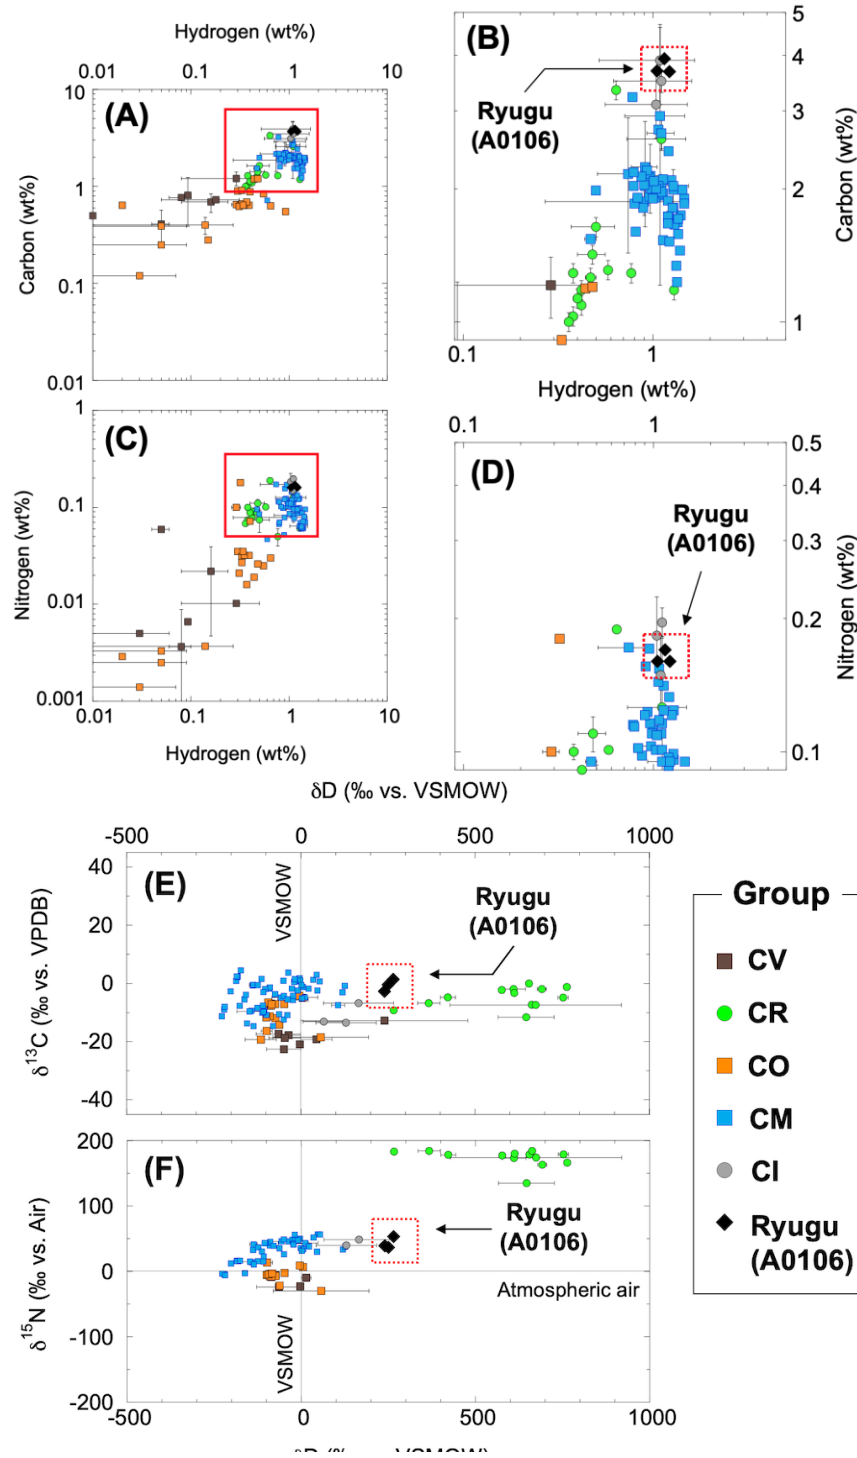 Hydrogen (wt%)
0.01 0.1 1 10
10
1
0.1
0.01
Carbon (wt%)
(A)
(B)
Ryugu
(A0106)
5
4
3
2
1
Carbon (wt%)
0.1 1
Hydrogen (wt%)
0.1 1
1
0.1
0.01
0.001
Nitrogen (wt%)
(C)
0.01 0.1 1 10
Hydrogen (wt%)
(D)
Ryugu
(A0106)
0.5
0.4
0.3
0.2
0.1
Nitrogen (wt%)
δD (‰ vs. VSMOW)
-500 0 500 1000
40
20
0
-20
-40
δ13C (‰ vs. VPDB)
(E)
VSMOW
Ryugu
(A0106)
200
100
0
-100
-200
δ15N (‰ vs. Air)
(F)
Ryugu
(A0106)
Atmospheric air
VSMOW
-500 0 500 1000
Group
CV
CR
CO
CM
CI
Ryugu
(A0106)